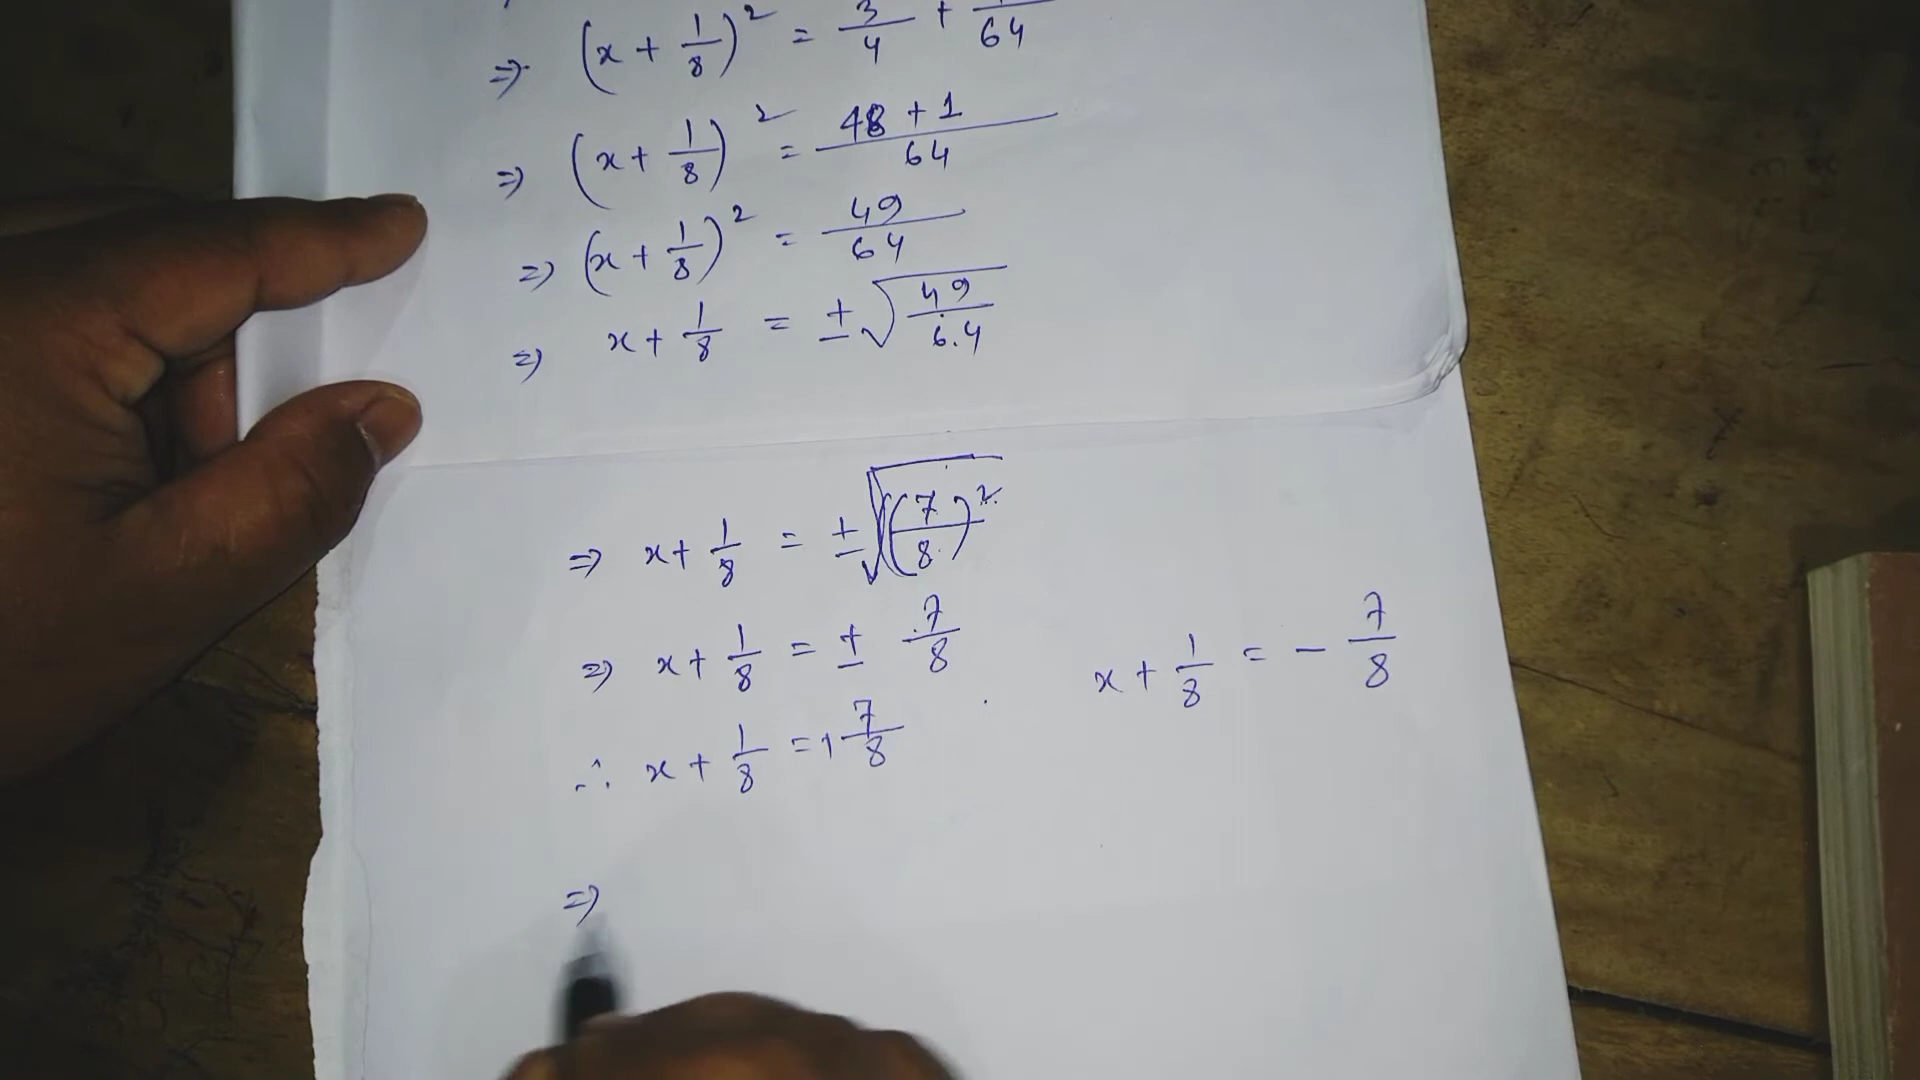 ⇒ (x + 1/8)² = 3/4 + 1/64
⇒ (x + 1/8)² = (48 + 1)/64
⇒ (x + 1/8)² = 49/64
⇒ x + 1/8 = ± √(49/64)
⇒ x + 1/8 = ± √((7/8)²)
⇒ x + 1/8 = ± 7/8
x + 1/8 = - 7/8
∴ x + 1/8 = + 7/8
⇒